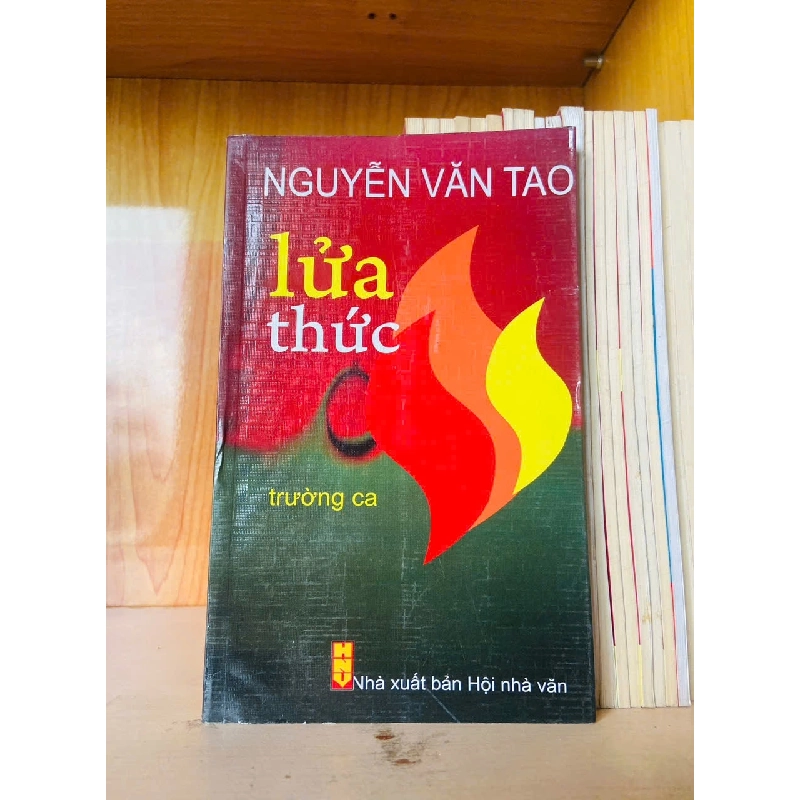 NGUYỄN VĂN TAO
lửa
thức
trường ca
HNV
Nhà xuất bản Hội nhà văn